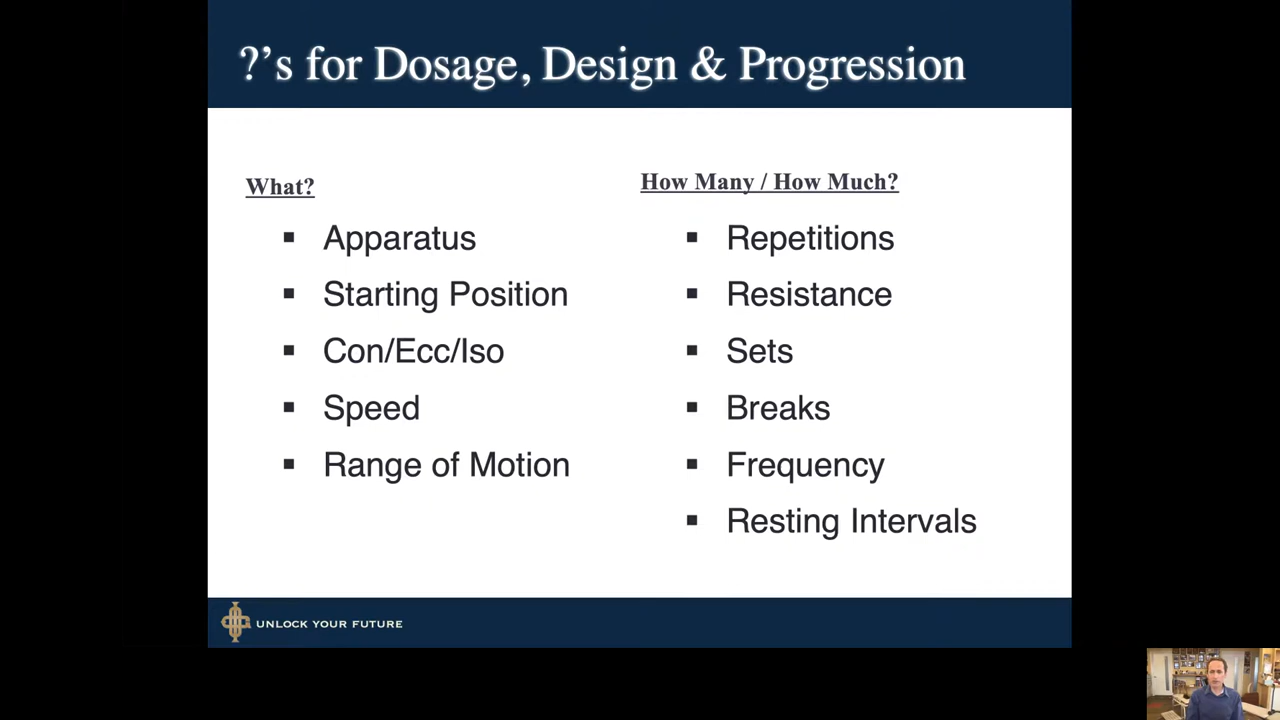 ?’s for Dosage, Design & Progression
What?
▪ Apparatus
▪ Starting Position
▪ Con/Ecc/Iso
▪ Speed
▪ Range of Motion
How Many / How Much?
▪ Repetitions
▪ Resistance
▪ Sets
▪ Breaks
▪ Frequency
▪ Resting Intervals
UNLOCK YOUR FUTURE